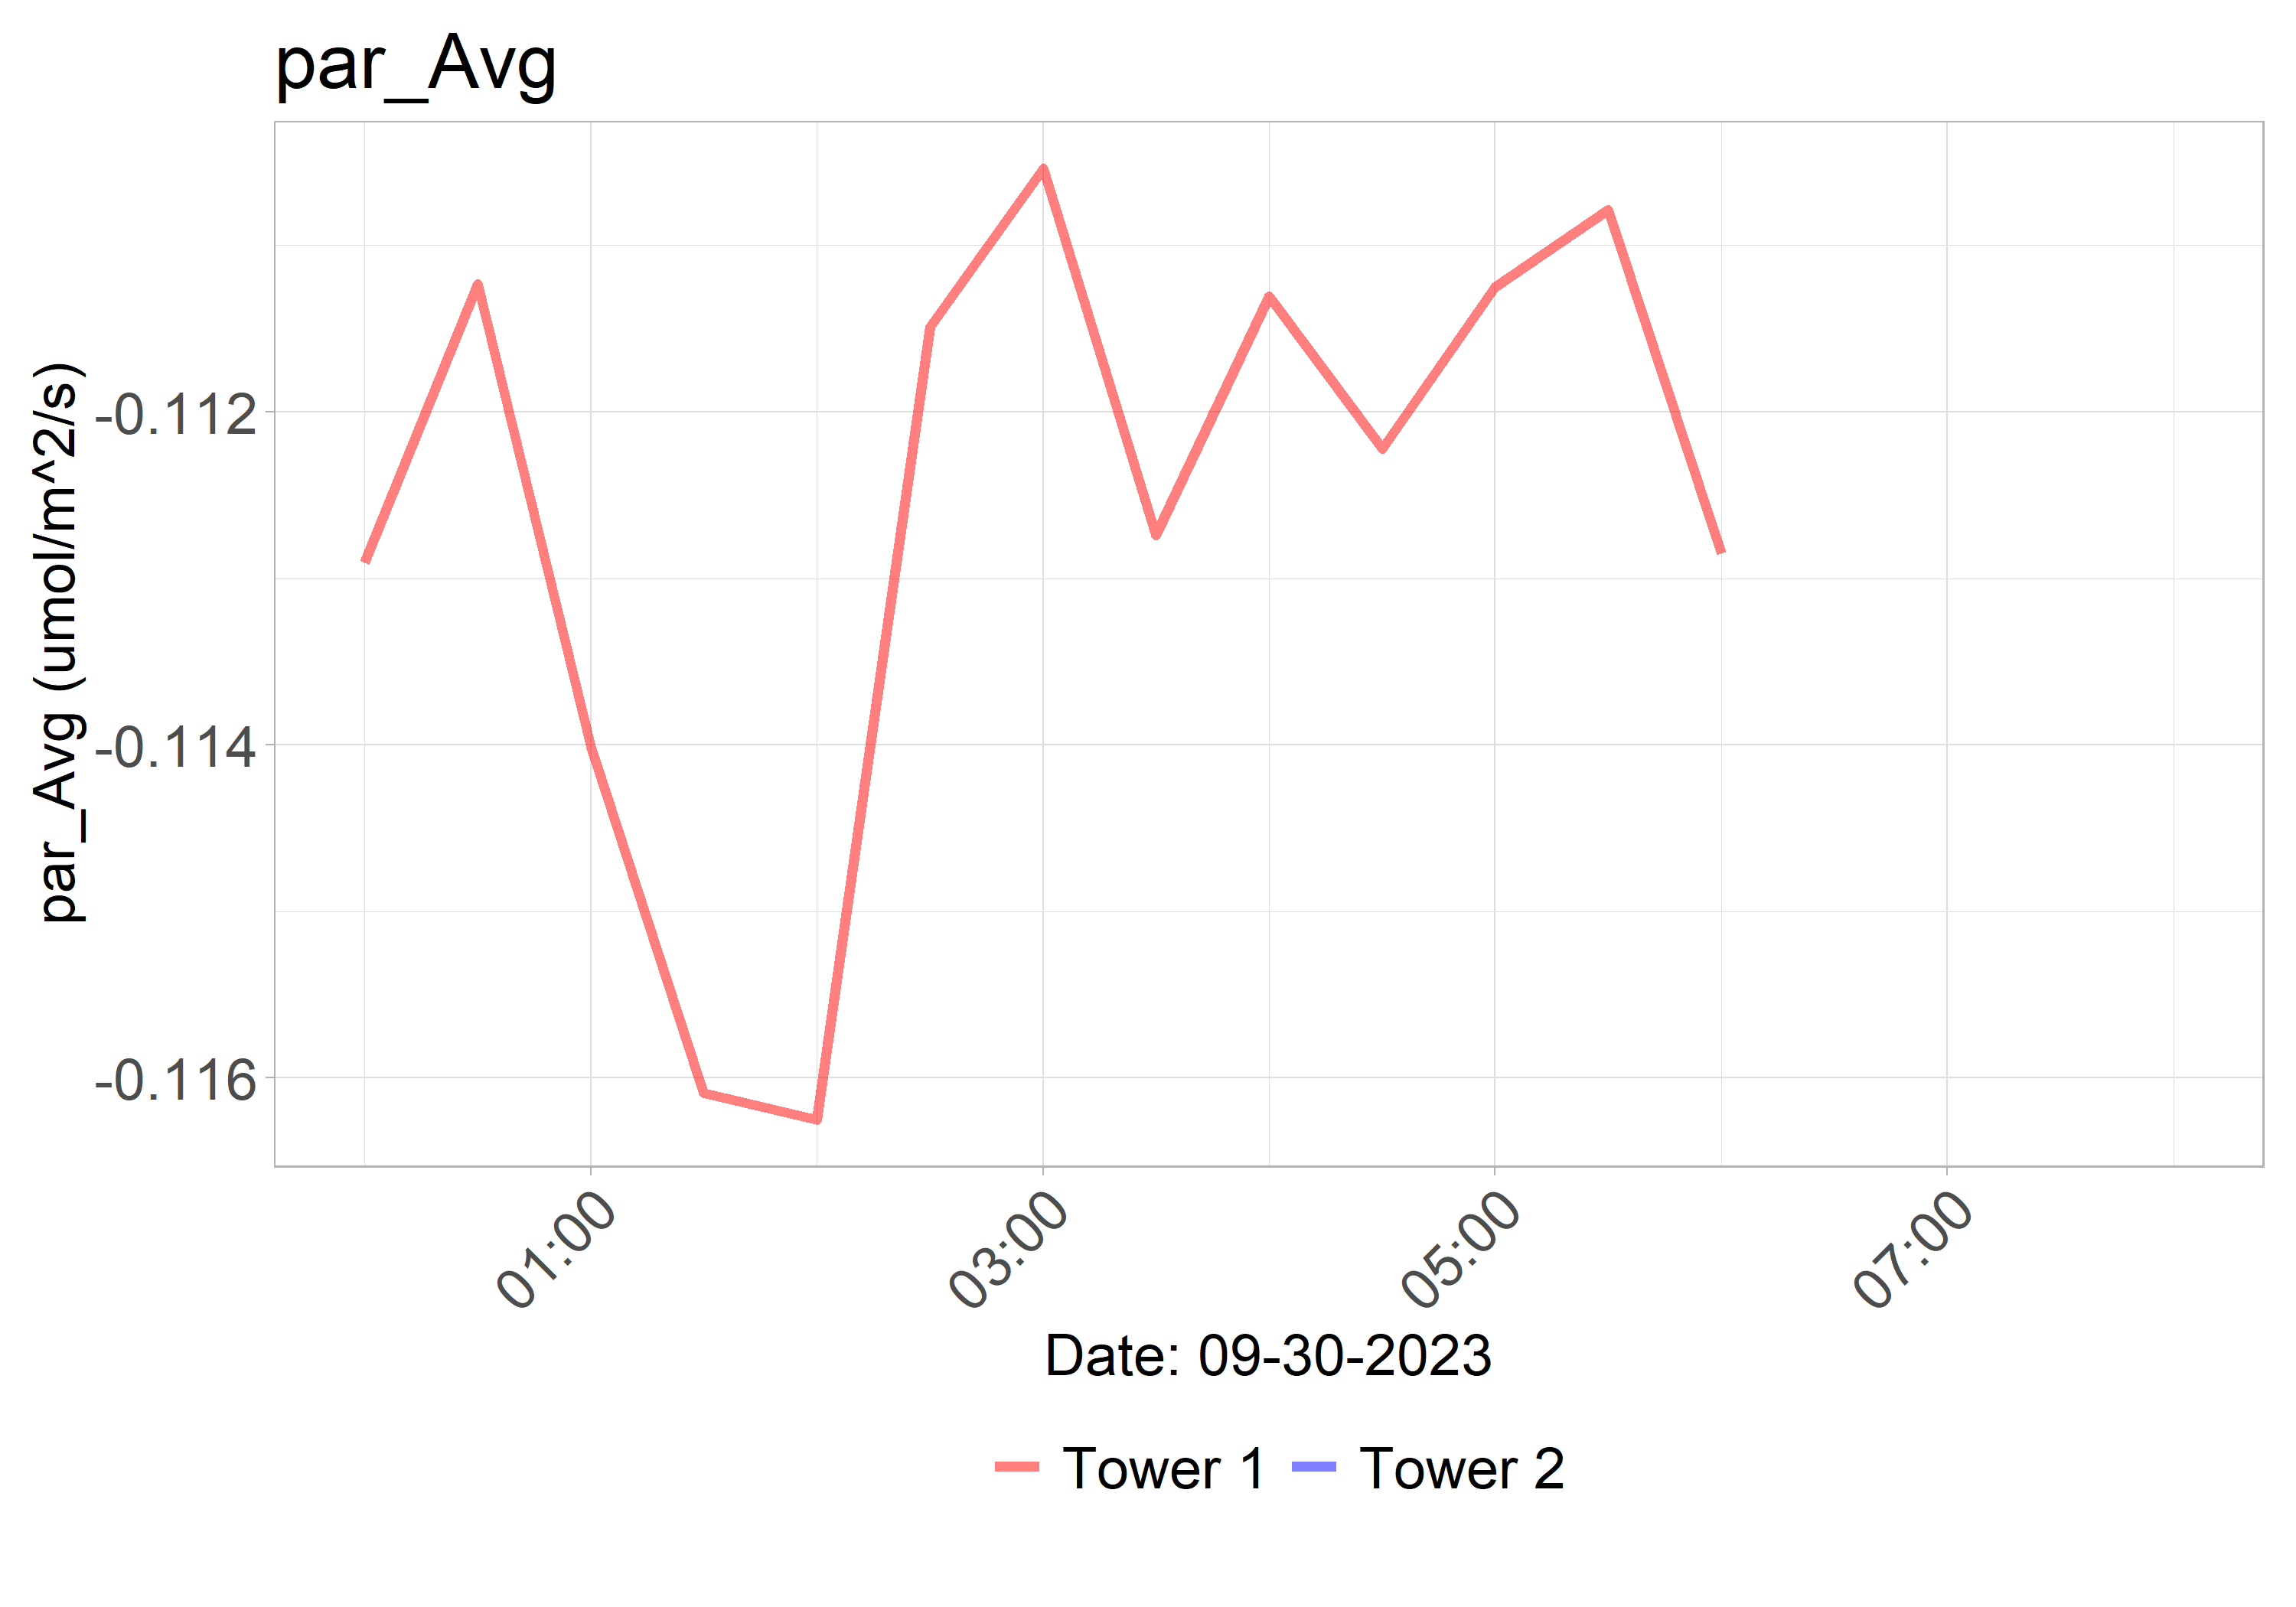 par_Avg
par_Avg (umol/m^2/s)
-0.112
-0.114
-0.116
01:00
03:00
05:00
07:00
Date: 09-30-2023
Tower 1
Tower 2